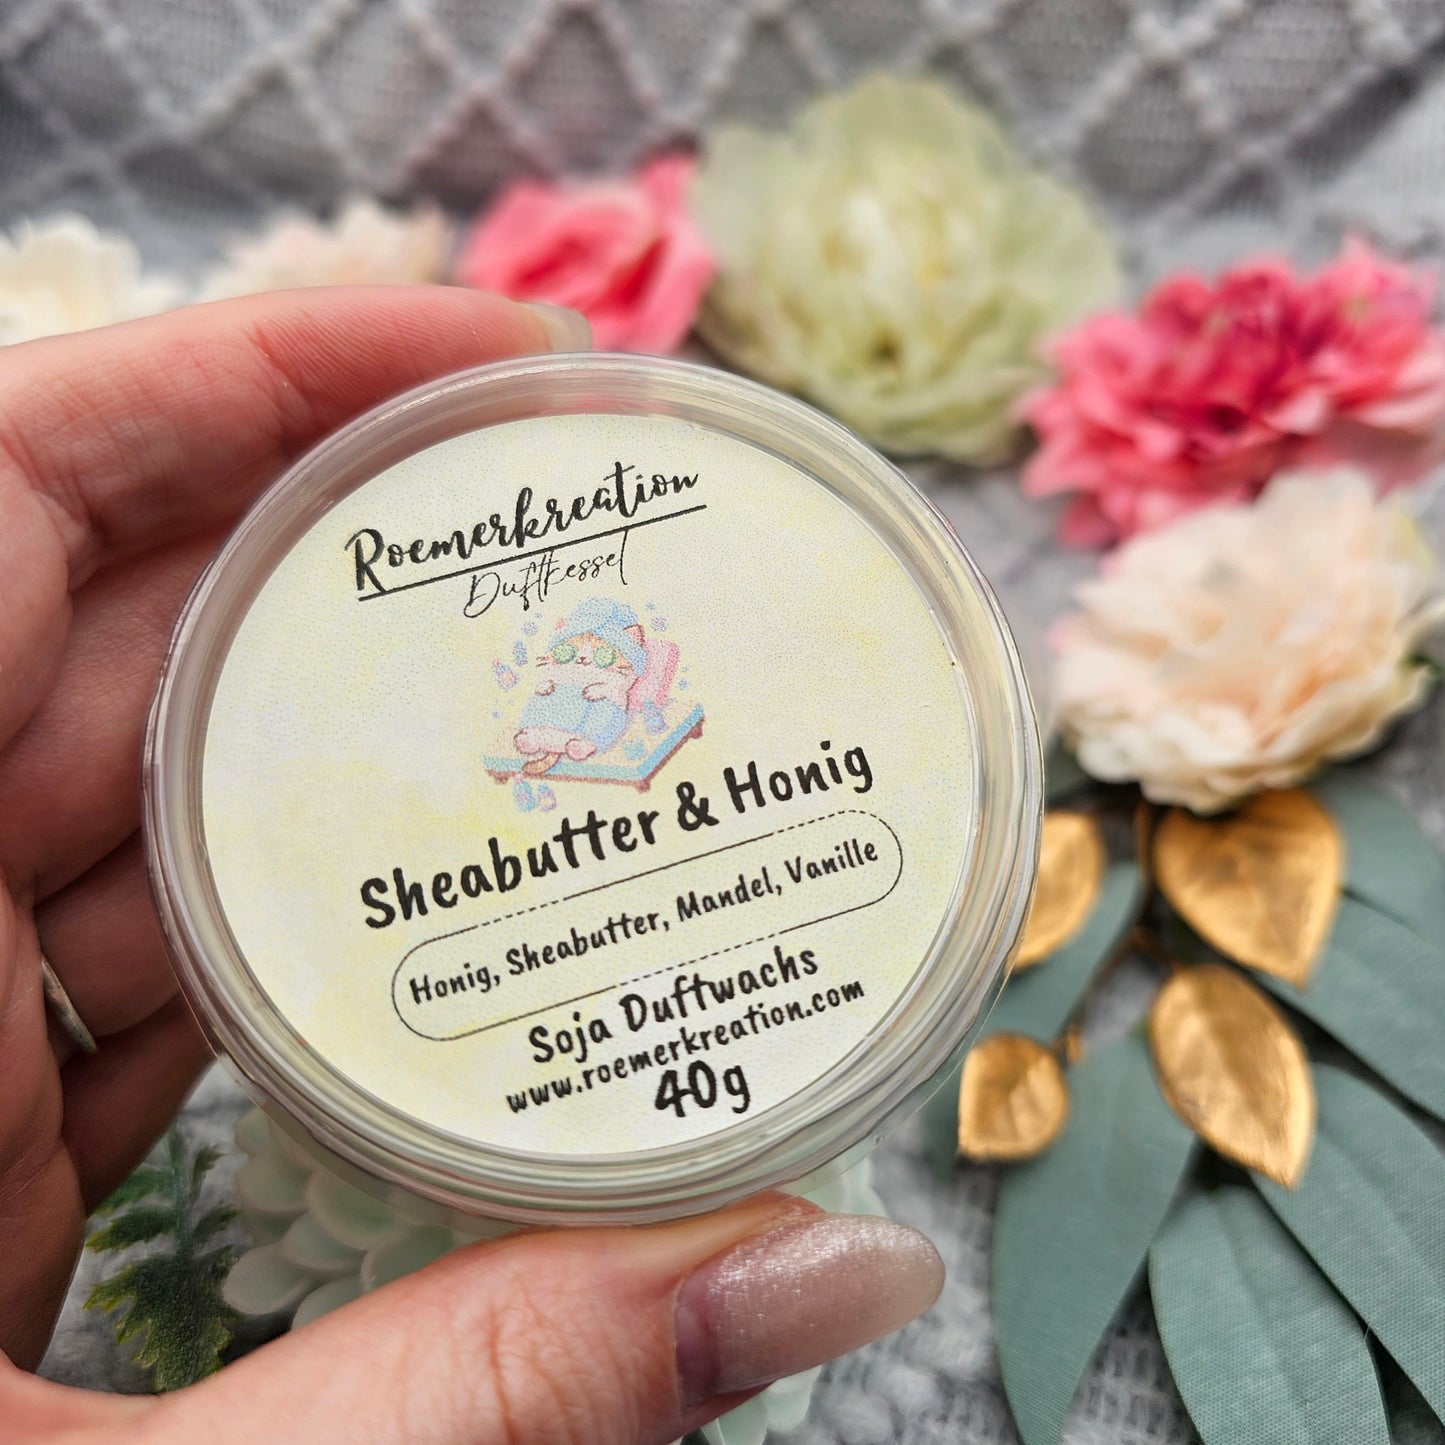 Roemerkreation
Duftkessel
Sheabutter & Honig
Honig, Sheabutter, Mandel, Vanille
Soja Duftwachs
www.roemerkreation.com
40g